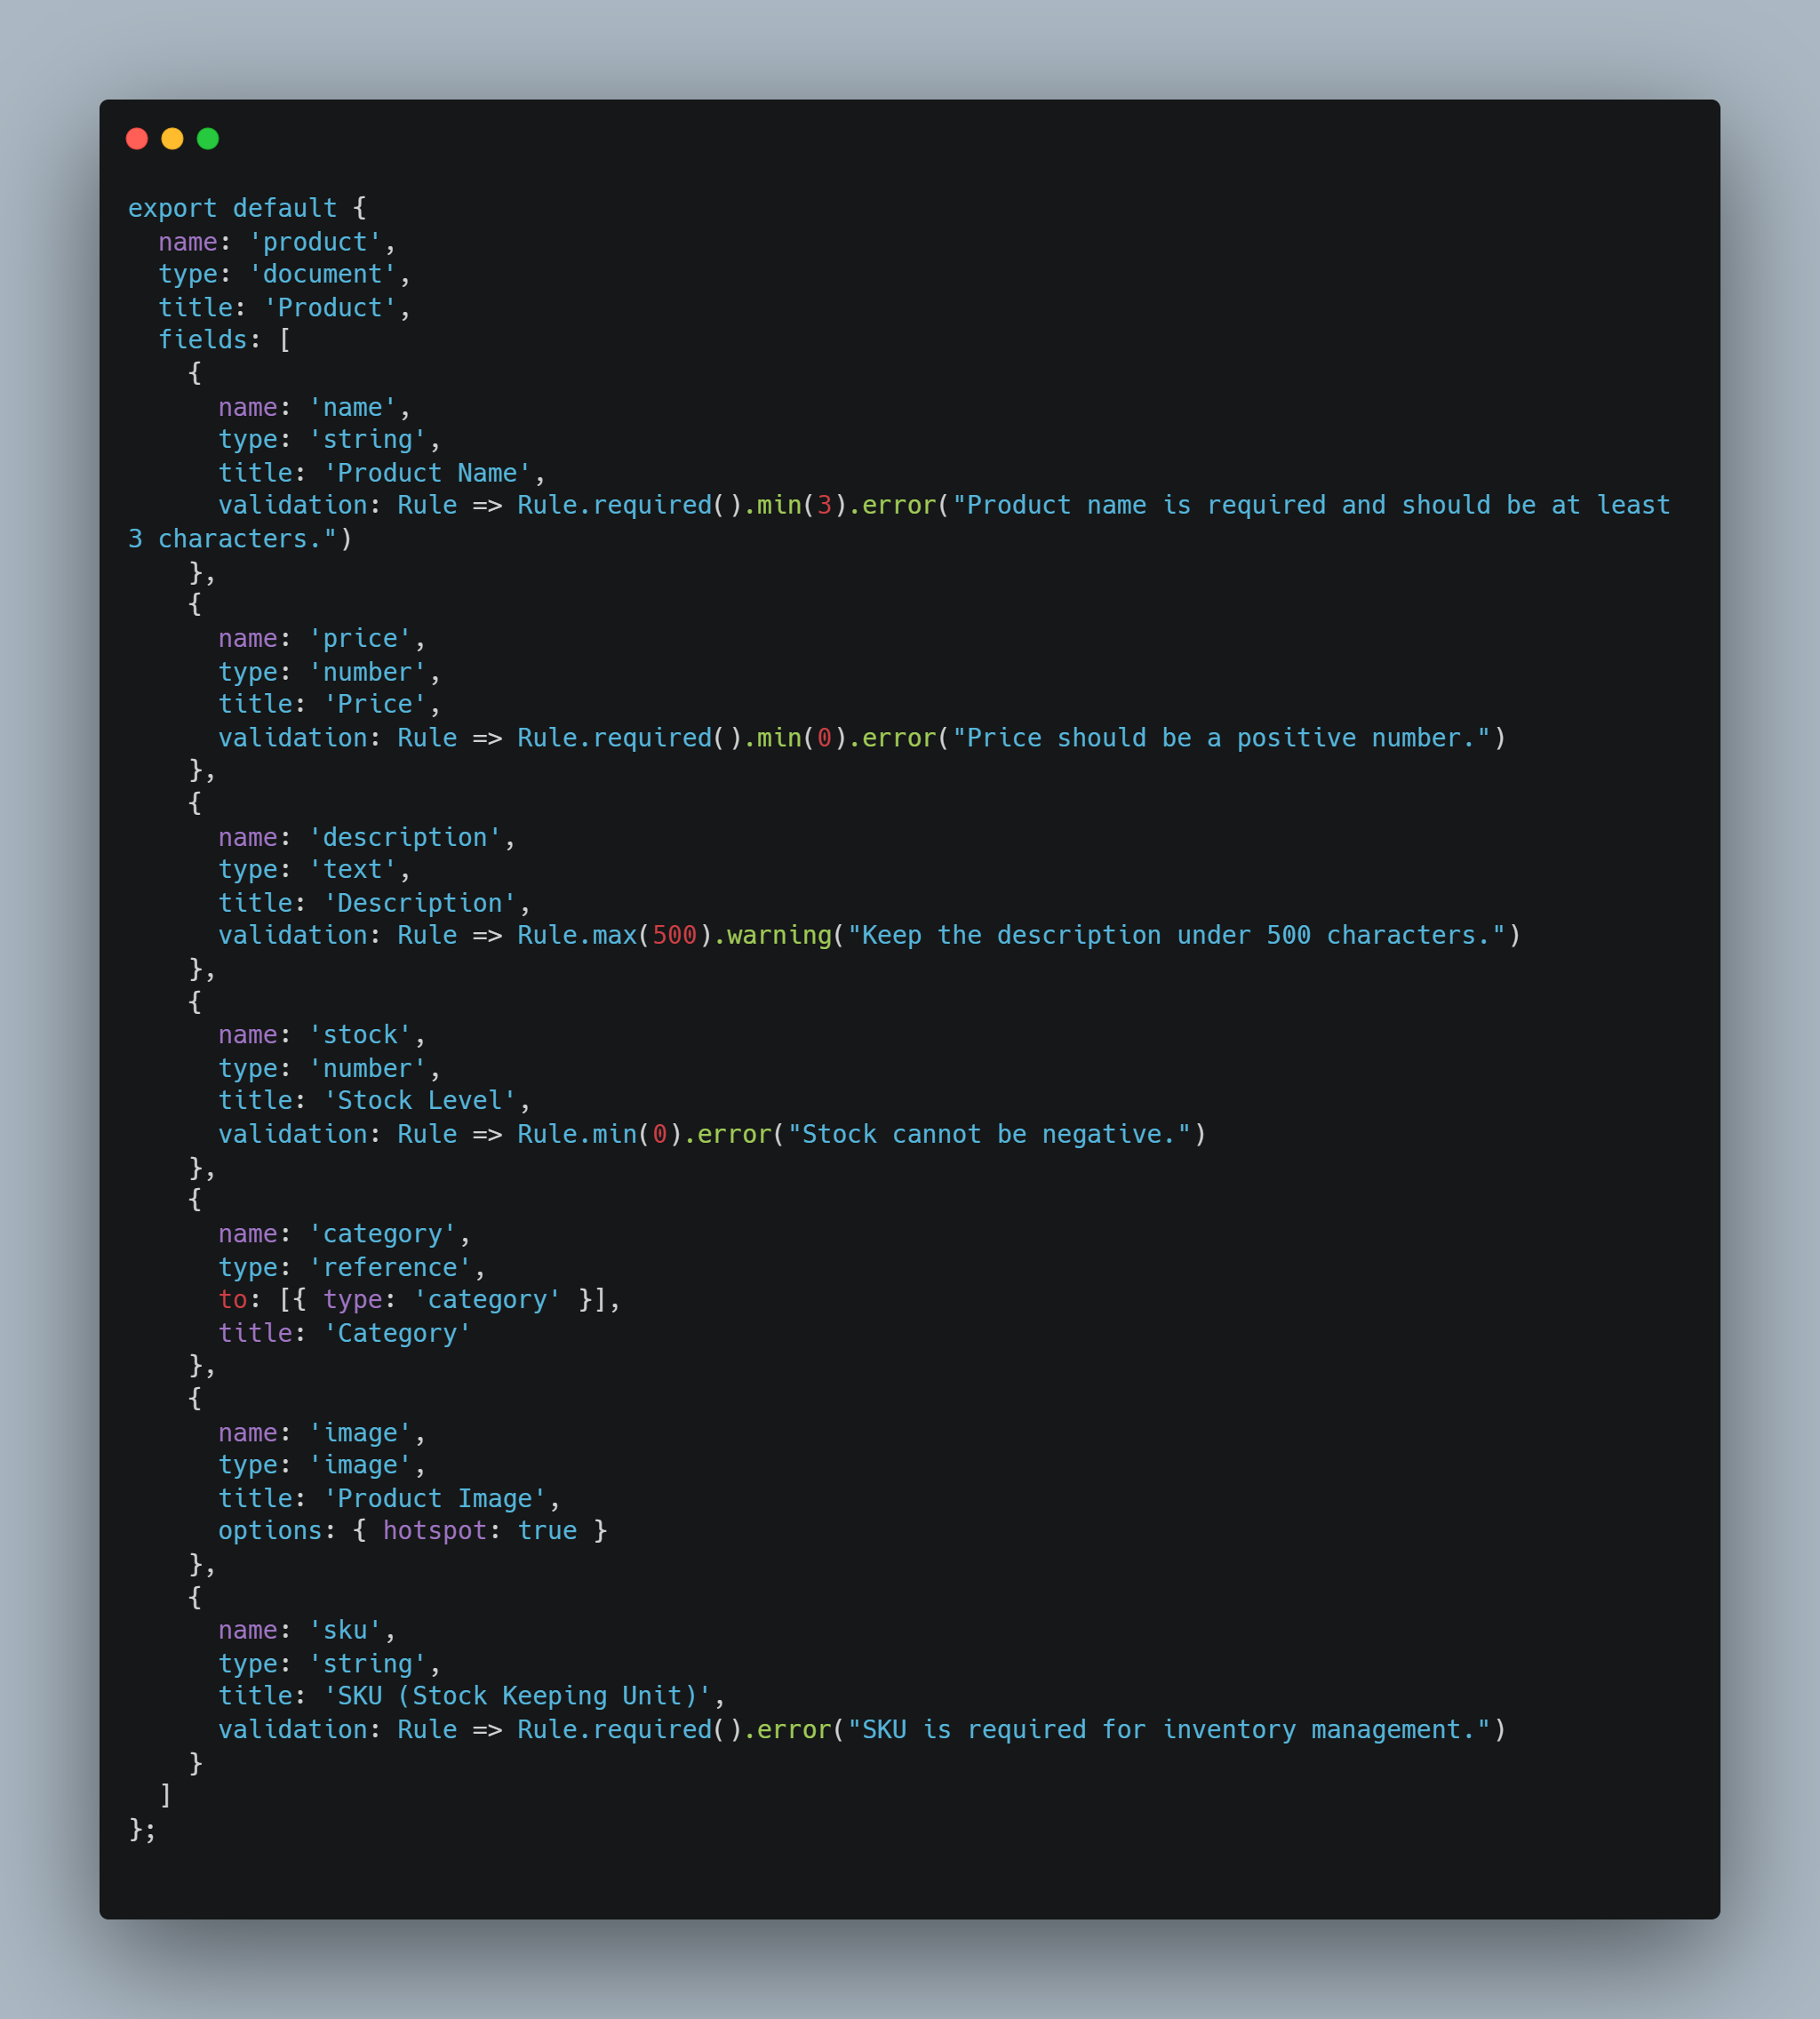 export default {
  name: 'product',
  type: 'document',
  title: 'Product',
  fields: [
    {
      name: 'name',
      type: 'string',
      title: 'Product Name',
      validation: Rule => Rule.required().min(3).error("Product name is required and should be at least
3 characters.")
    },
    {
      name: 'price',
      type: 'number',
      title: 'Price',
      validation: Rule => Rule.required().min(0).error("Price should be a positive number.")
    },
    {
      name: 'description',
      type: 'text',
      title: 'Description',
      validation: Rule => Rule.max(500).warning("Keep the description under 500 characters.")
    },
    {
      name: 'stock',
      type: 'number',
      title: 'Stock Level',
      validation: Rule => Rule.min(0).error("Stock cannot be negative.")
    },
    {
      name: 'category',
      type: 'reference',
      to: [{ type: 'category' }],
      title: 'Category'
    },
    {
      name: 'image',
      type: 'image',
      title: 'Product Image',
      options: { hotspot: true }
    },
    {
      name: 'sku',
      type: 'string',
      title: 'SKU (Stock Keeping Unit)',
      validation: Rule => Rule.required().error("SKU is required for inventory management.")
    }
  ]
};